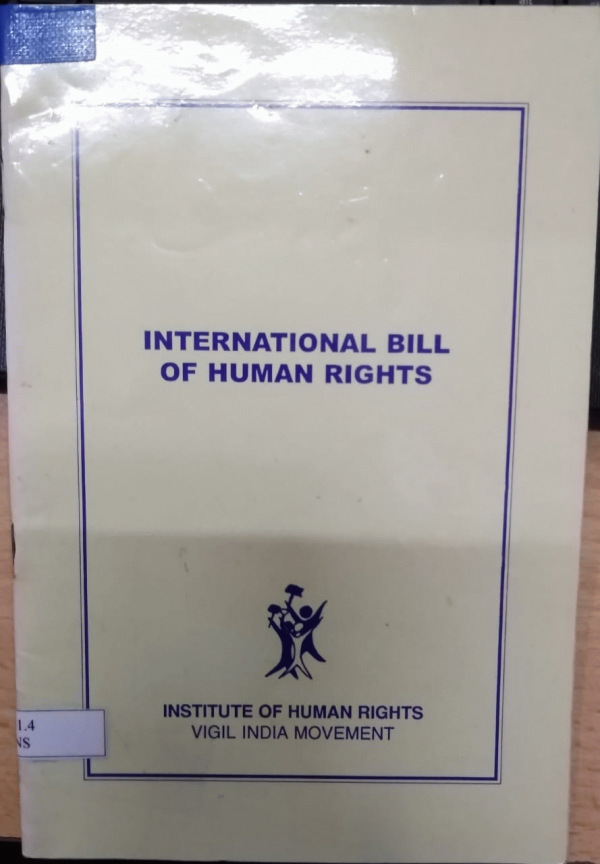 INTERNATIONAL BILL
OF HUMAN RIGHTS
INSTITUTE OF HUMAN RIGHTS
VIGIL INDIA MOVEMENT
1.4
NS